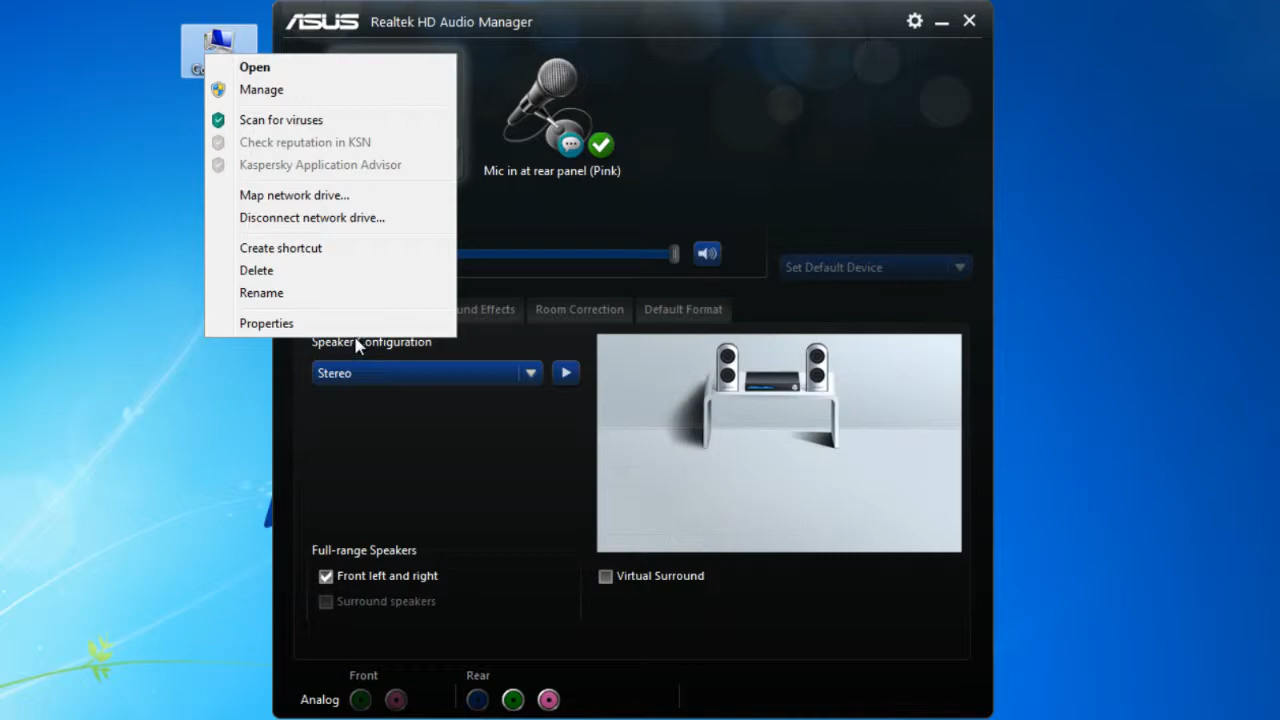 ASUS Realtek HD Audio Manager
Open
Manage
Scan for viruses
Check reputation in KSN
Kaspersky Application Advisor
Map network drive...
Disconnect network drive...
Create shortcut
Delete
Rename
Properties
Mic in at rear panel (Pink)
Set Default Device
Effects
Room Correction
Default Format
Speaker Configuration
Stereo
Full-range Speakers
Front left and right
Surround speakers
Virtual Surround
Front
Rear
Analog